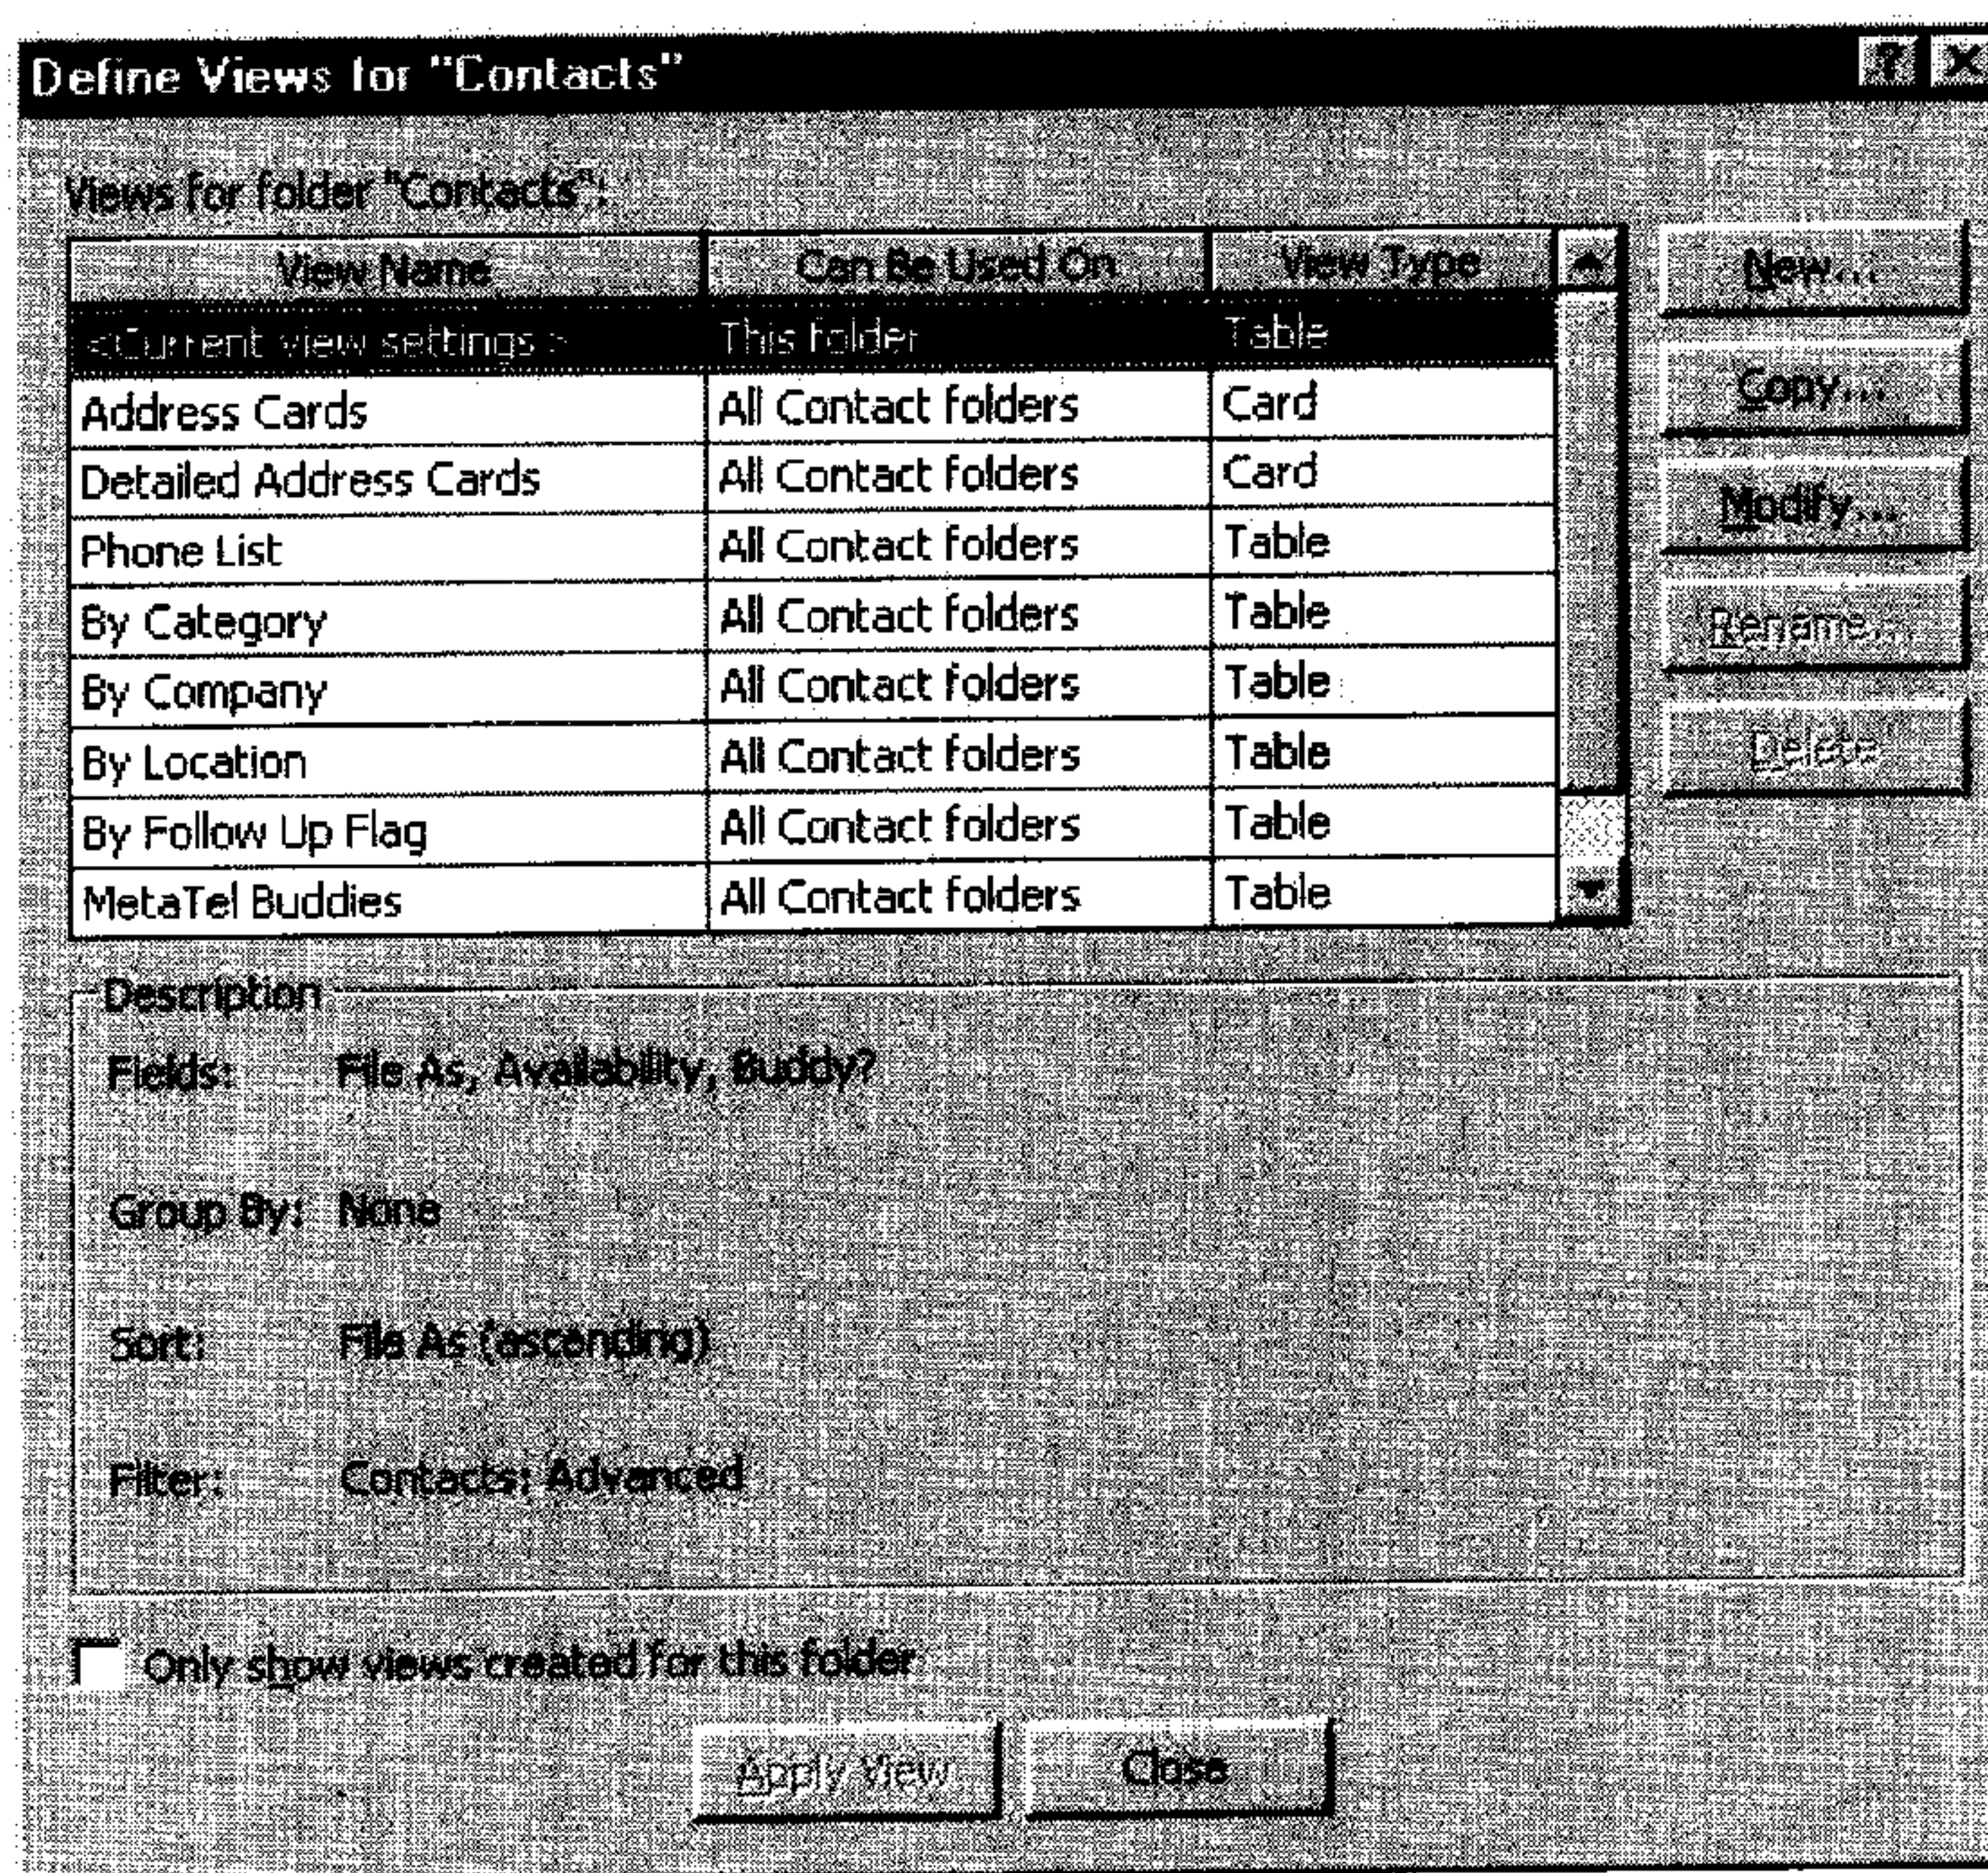 Define Views for "Contacts"
Views for folder "Contacts":
View Name Can Be Used On View Type
<Current view settings> This folder Table
Address Cards All Contact folders Card
Detailed Address Cards All Contact folders Card
Phone List All Contact folders Table
By Category All Contact folders Table
By Company All Contact folders Table
By Location All Contact folders Table
By Follow Up Flag All Contact folders Table
MetaTel Buddies All Contact folders Table
New...
Copy...
Modify...
Rename...
Delete
Description
Fields: File As, Availability, Buddy?
Group By: None
Sort: File As (ascending)
Filter: Contacts: Advanced
Only show views created for this folder
Apply View Close